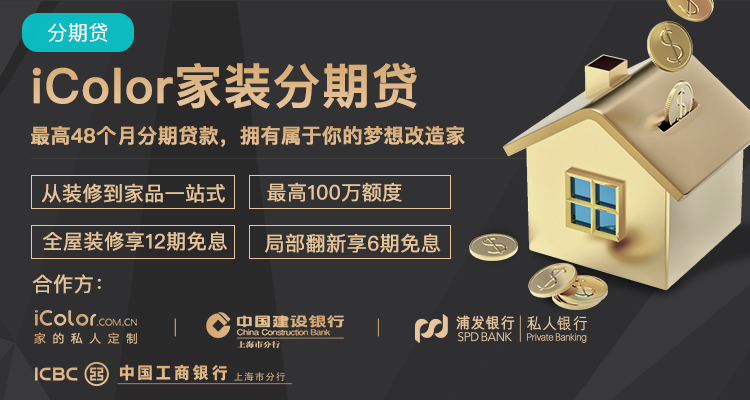 分期贷
iColor家装分期贷
最高48个月分期贷款，拥有属于你的梦想改造家
从装修到家品一站式
最高100万额度
全屋装修享12期免息
局部翻新享6期免息
合作方：
iColor.COM.CN
家的私人定制
中国建设银行
China Construction Bank
上海市分行
浦发银行
SPD BANK
私人银行
Private Banking
ICBC 中国工商银行 上海市分行